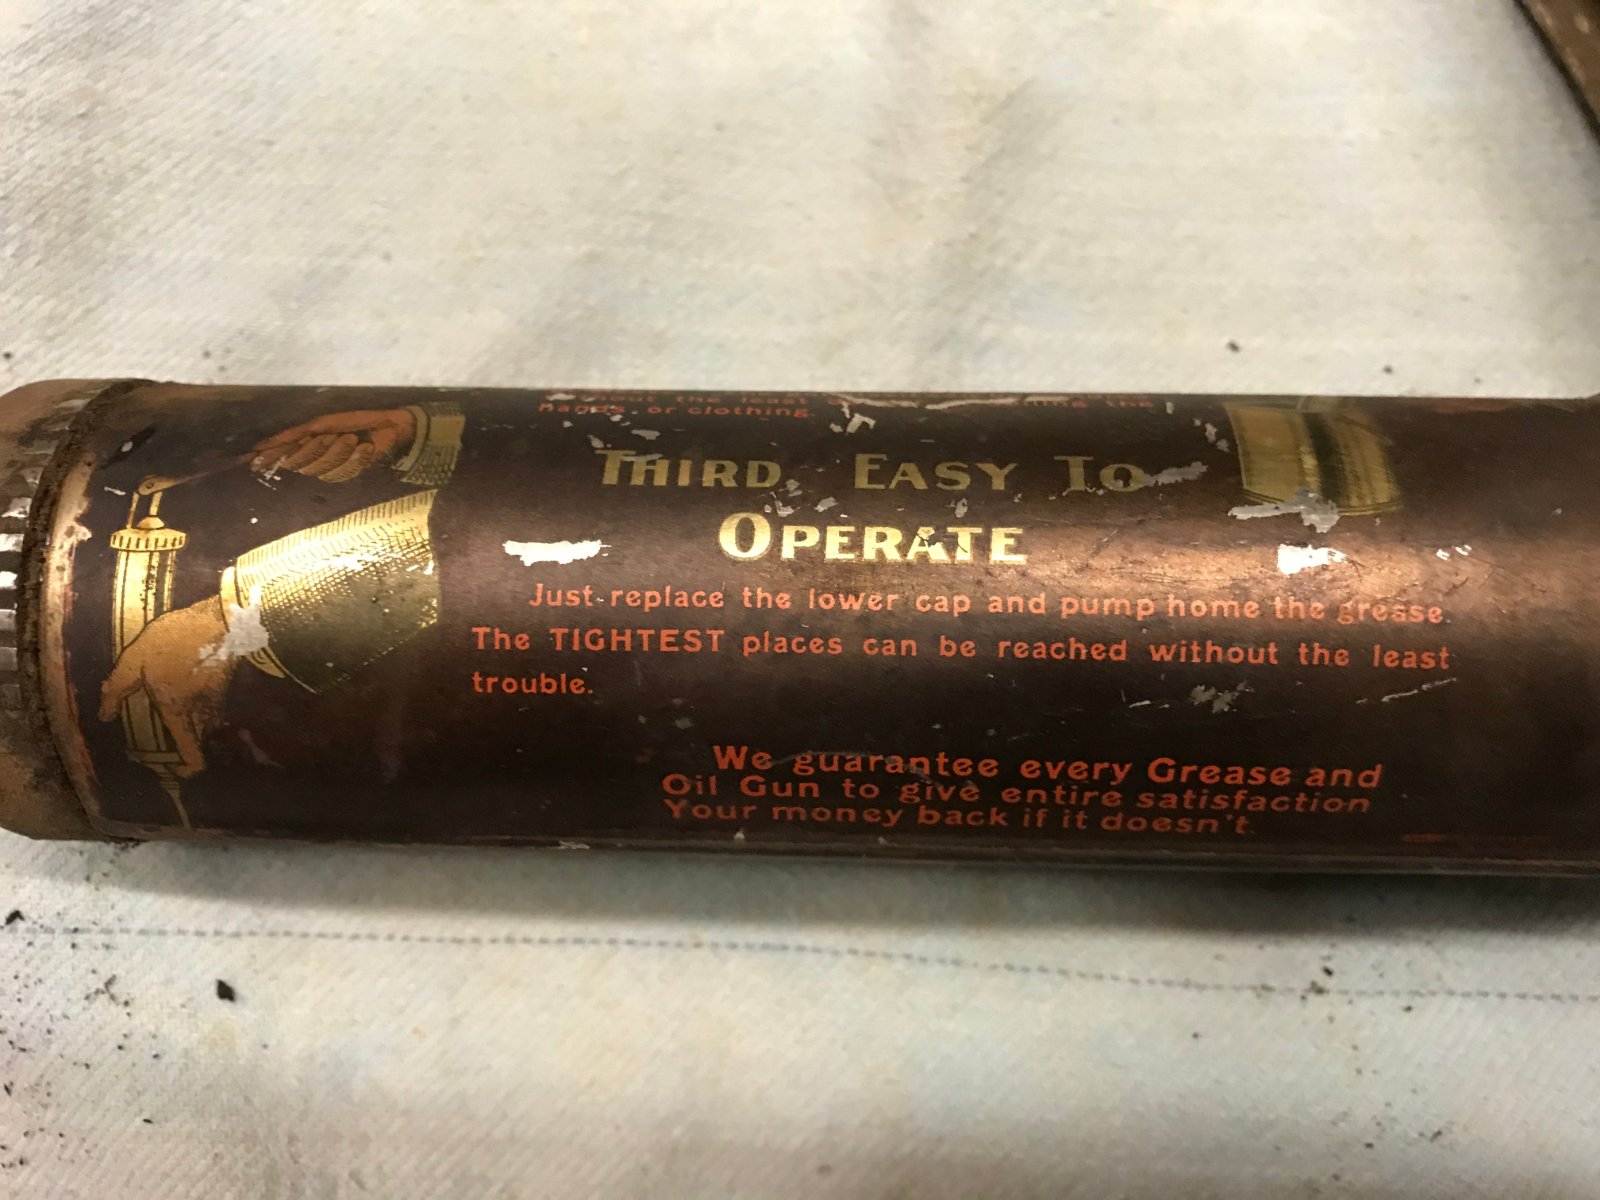 the least
hands or clothing.
THIRD, EASY TO
OPERATE
Just replace the lower cap and pump home the grease.
The TIGHTEST places can be reached without the least
trouble.
We guarantee every Grease and
Oil Gun to give entire satisfaction
Your money back if it doesn't.